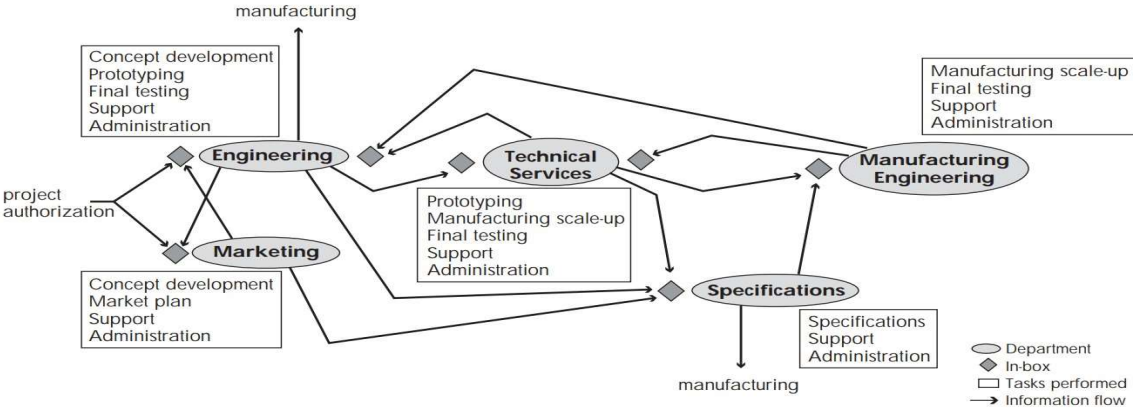 manufacturing
Concept development
Prototyping
Final testing
Support
Administration
Manufacturing scale-up
Final testing
Support
Administration
Engineering
Technical
Services
Manufacturing
Engineering
project
authorization
Prototyping
Manufacturing scale-up
Final testing
Support
Administration
Marketing
Concept development
Market plan
Support
Administration
Specifications
Specifications
Support
Administration
manufacturing
Department
In-box
Tasks performed
Information flow